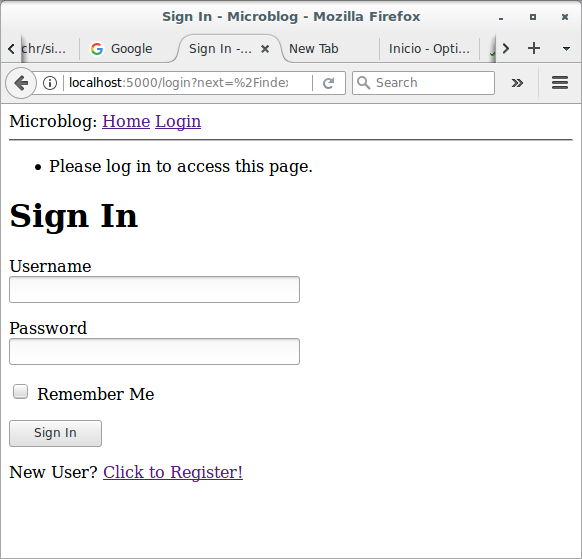 Sign In - Microblog - Mozilla Firefox
chr/si... Google Sign In -... New Tab Inicio - Opti...
localhost:5000/login?next=%2Findex Search
Microblog: Home Login
Please log in to access this page.
Sign In
Username
Password
Remember Me
Sign In
New User? Click to Register!